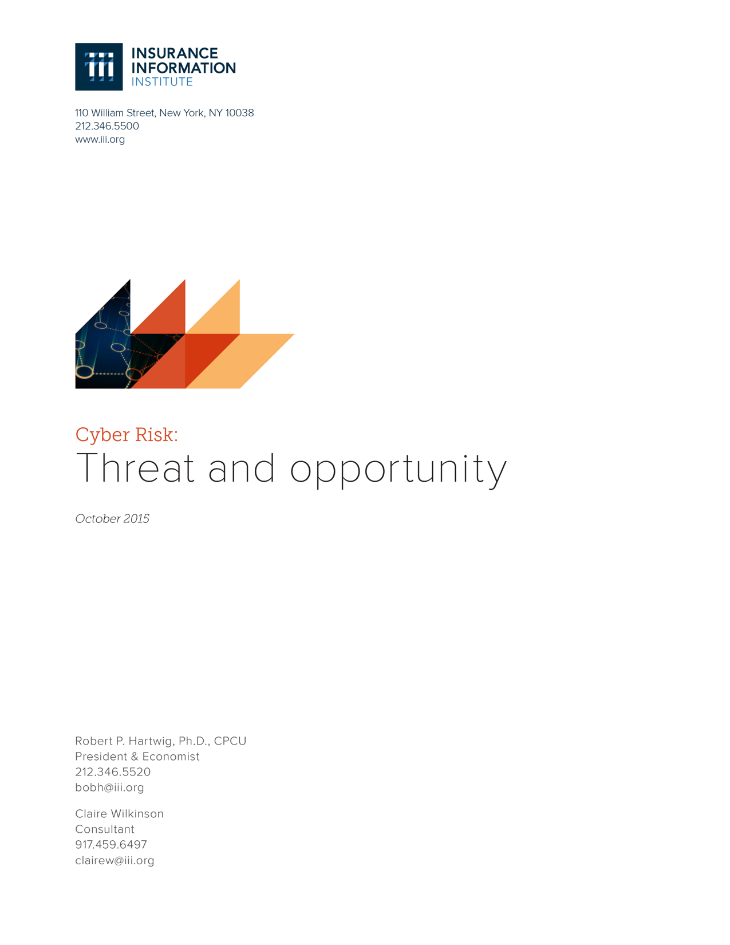 INSURANCE
INFORMATION
INSTITUTE
110 William Street, New York, NY 10038
212.346.5500
www.iii.org
Cyber Risk:
Threat and opportunity
October 2015
Robert P. Hartwig, Ph.D., CPCU
President & Economist
212.346.5520
bobh@iii.org
Claire Wilkinson
Consultant
917.459.6497
clairew@iii.org